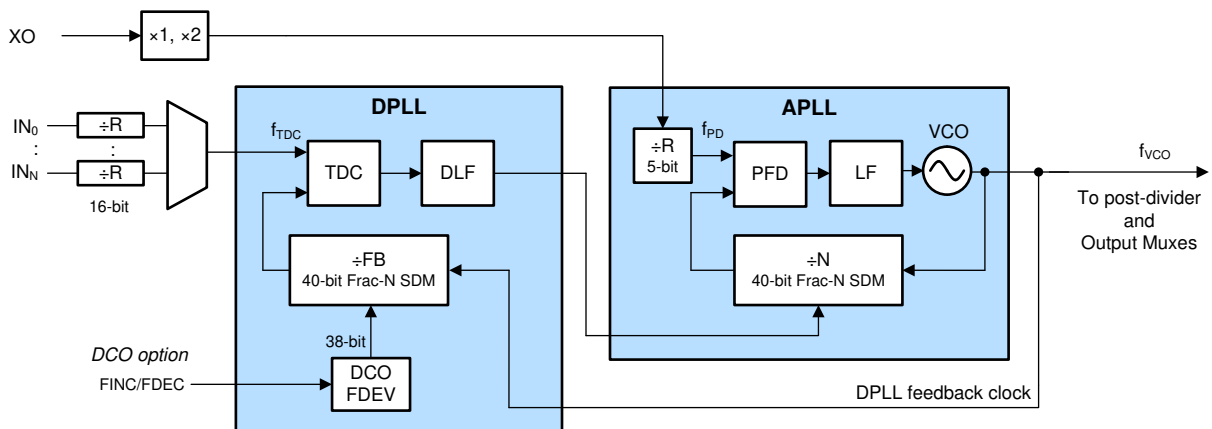 XO
×1, ×2
DPLL
APLL
IN0
÷R
⋮
⋮
INN
÷R
16-bit
fTDC
TDC
DLF
÷R
5-bit
fPD
PFD
LF
VCO
fVCO
To post-divider
and
Output Muxes
÷FB
40-bit Frac-N SDM
÷N
40-bit Frac-N SDM
38-bit
DCO option
FINC/FDEC
DCO
FDEV
DPLL feedback clock